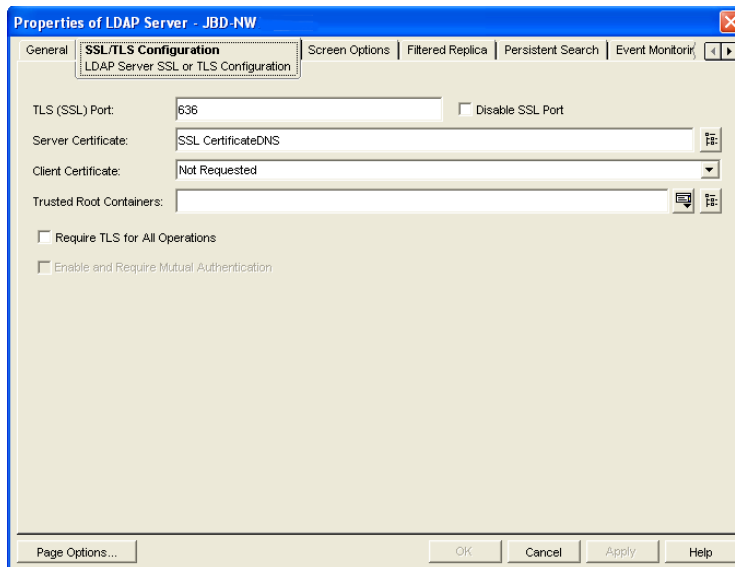 Properties of LDAP Server - JBD-NW
General
SSL/TLS Configuration
LDAP Server SSL or TLS Configuration
Screen Options
Filtered Replica
Persistent Search
Event Monitorin
TLS (SSL) Port:
636
Disable SSL Port
Server Certificate:
SSL CertificateDNS
Client Certificate:
Not Requested
Trusted Root Containers:
Require TLS for All Operations
Enable and Require Mutual Authentication
Page Options...
OK
Cancel
Apply
Help